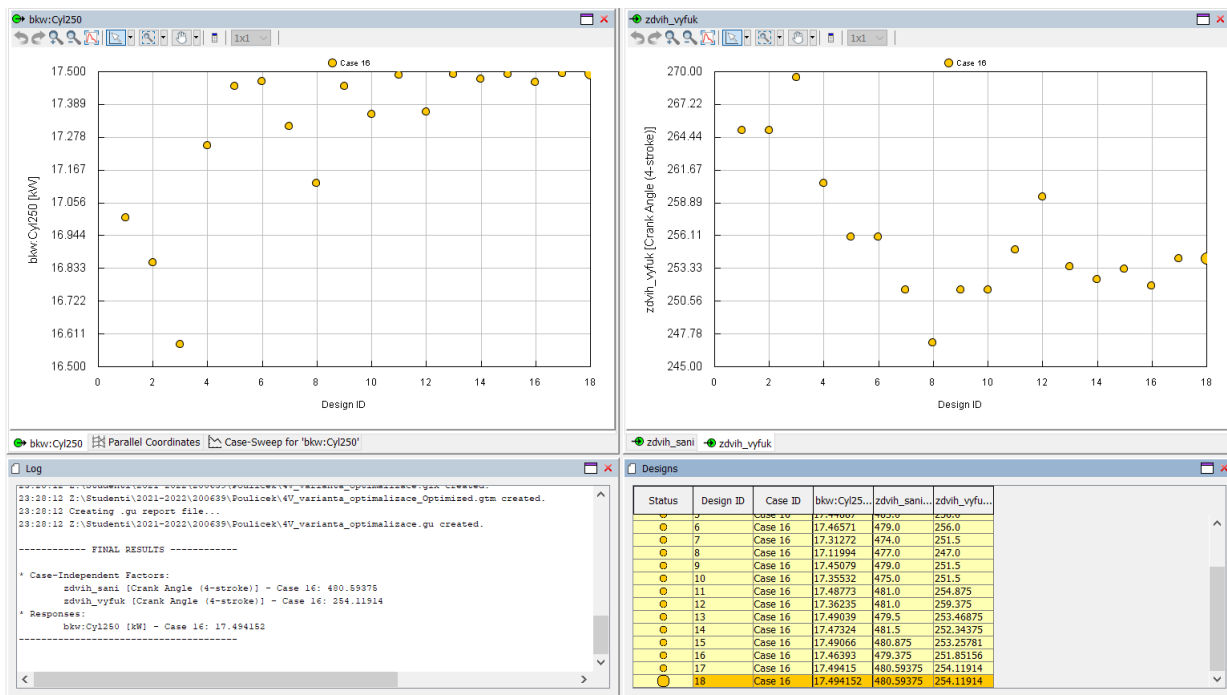 bkw:Cyl250
1x1
Case 16
17.500
17.389
17.278
17.167
17.056
16.944
16.833
16.722
16.611
16.500
bkw:Cyl250 [kW]
0 2 4 6 8 10 12 14 16 18
Design ID
bkw:Cyl250 Parallel Coordinates Case-Sweep for 'bkw:Cyl250'
zdvih_vyfuk
1x1
Case 16
270.00
267.22
264.44
261.67
258.89
256.11
253.33
250.56
247.78
245.00
zdvih_vyfuk [Crank Angle (4-stroke)]
0 2 4 6 8 10 12 14 16 18
Design ID
zdvih_sani zdvih_vyfuk
Log
23:28:12 Z:\Studenti\2021-2022\200639\Poulicek\4V_varianta_optimalizace_Optimized.gtm created.
23:28:12 Creating .gu report file...
23:28:12 Z:\Studenti\2021-2022\200639\Poulicek\4V_varianta_optimalizace.gu created.
------------ FINAL RESULTS ------------
* Case-Independent Factors:
zdvih_sani [Crank Angle (4-stroke)] - Case 16: 480.59375
zdvih_vyfuk [Crank Angle (4-stroke)] - Case 16: 254.11914
* Responses:
bkw:Cyl250 [kW] - Case 16: 17.494152
---------------------------------------
Designs
Status Design ID Case ID bkw:Cyl25... zdvih_sani... zdvih_vyfu...
6 Case 16 17.46571 479.0 256.0
7 Case 16 17.31272 474.0 251.5
8 Case 16 17.11994 477.0 247.0
9 Case 16 17.45079 479.0 251.5
10 Case 16 17.35532 475.0 251.5
11 Case 16 17.48773 481.0 254.875
12 Case 16 17.36235 481.0 259.375
13 Case 16 17.49039 479.5 253.46875
14 Case 16 17.47324 481.5 252.34375
15 Case 16 17.49066 480.875 253.25781
16 Case 16 17.46393 479.375 251.85156
17 Case 16 17.49415 480.59375 254.11914
18 Case 16 17.494152 480.59375 254.11914